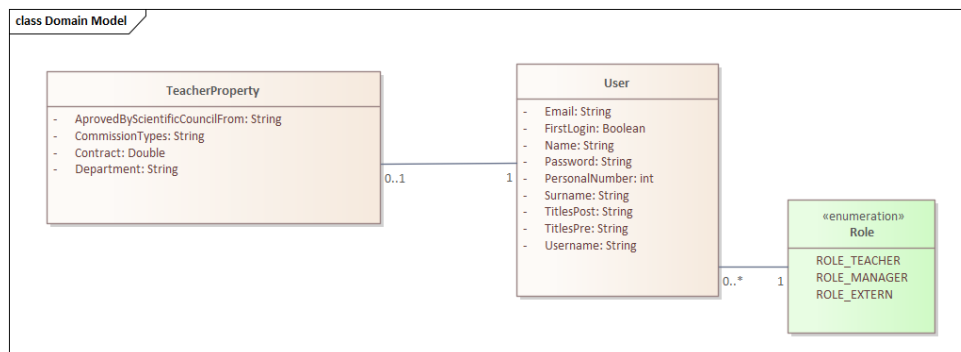 class Domain Model
TeacherProperty
- AprovedByScientificCouncilFrom: String
- CommissionTypes: String
- Contract: Double
- Department: String
0..1
1
User
- Email: String
- FirstLogin: Boolean
- Name: String
- Password: String
- PersonalNumber: int
- Surname: String
- TitlesPost: String
- TitlesPre: String
- Username: String
0..*
1
«enumeration»
Role
ROLE_TEACHER
ROLE_MANAGER
ROLE_EXTERN